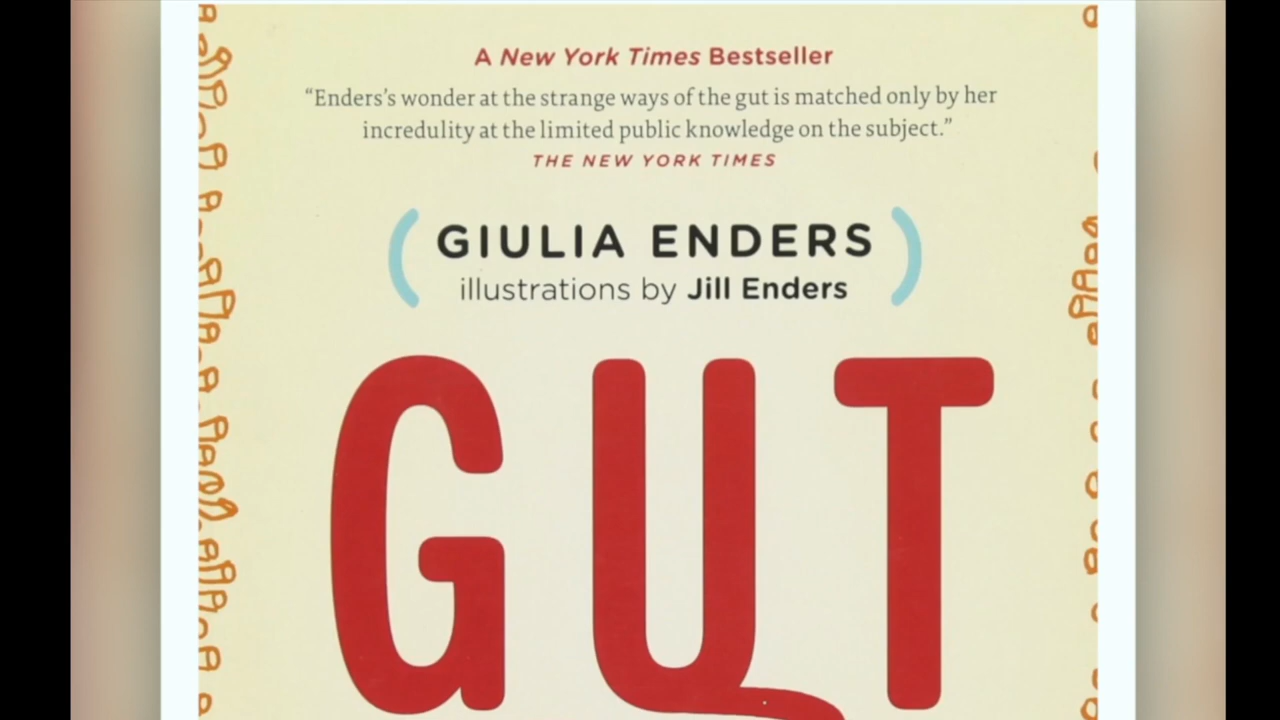 A New York Times Bestseller
“Enders’s wonder at the strange ways of the gut is matched only by her
incredulity at the limited public knowledge on the subject.”
THE NEW YORK TIMES
GIULIA ENDERS
illustrations by Jill Enders
GUT